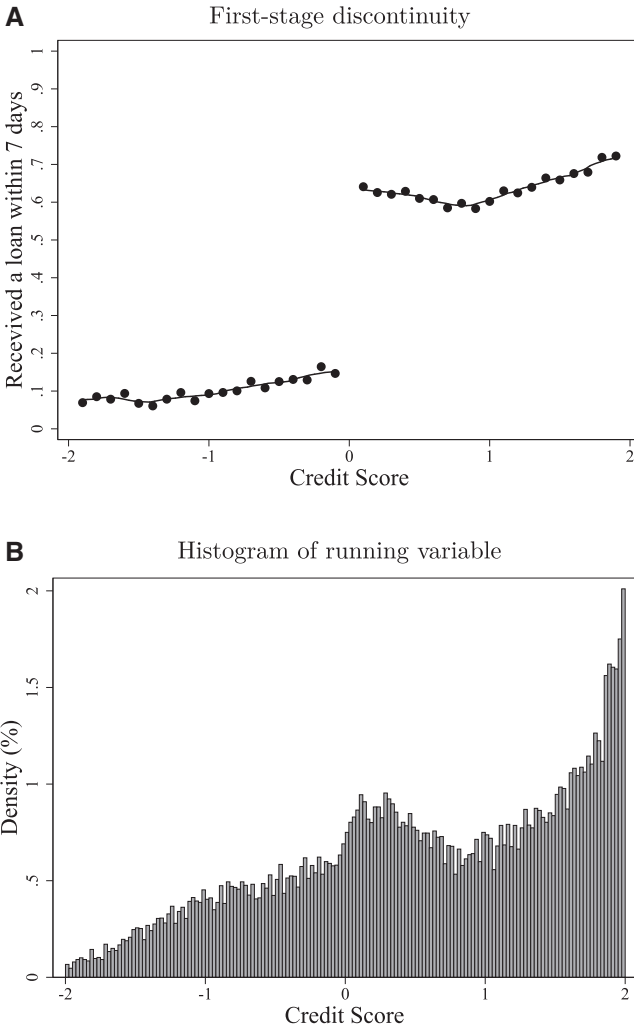 A
First-stage discontinuity
Recevived a loan within 7 days
1
.9
.8
.7
.6
.5
.4
.3
.2
.1
0
-2 -1 0 1 2
Credit Score
B
Histogram of running variable
Density (%)
2
1.5
1
.5
0
-2 -1 0 1 2
Credit Score